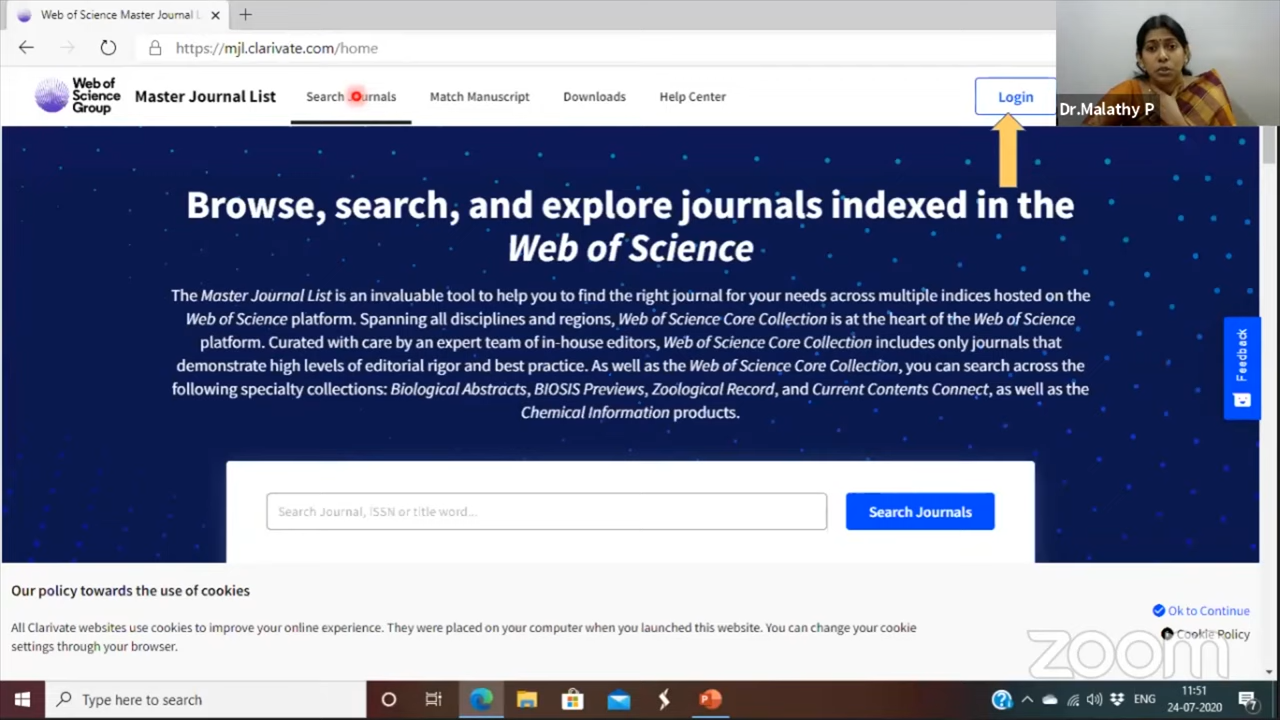 Web of Science Master Journal L
https://mjl.clarivate.com/home
Web of
Science
Group
Master Journal List
Search Journals
Match Manuscript
Downloads
Help Center
Login
Dr.Malathy P
Browse, search, and explore journals indexed in the
Web of Science
The Master Journal List is an invaluable tool to help you to find the right journal for your needs across multiple indices hosted on the
Web of Science platform. Spanning all disciplines and regions, Web of Science Core Collection is at the heart of the Web of Science
platform. Curated with care by an expert team of in-house editors, Web of Science Core Collection includes only journals that
demonstrate high levels of editorial rigor and best practice. As well as the Web of Science Core Collection, you can search across the
following specialty collections: Biological Abstracts, BIOSIS Previews, Zoological Record, and Current Contents Connect, as well as the
Chemical Information products.
Feedback
Search Journal, ISSN or title word...
Search Journals
Our policy towards the use of cookies
All Clarivate websites use cookies to improve your online experience. They were placed on your computer when you launched this website. You can change your cookie
settings through your browser.
Ok to Continue
Cookie Policy
zoom
Type here to search
ENG
11:51
24-07-2020
7